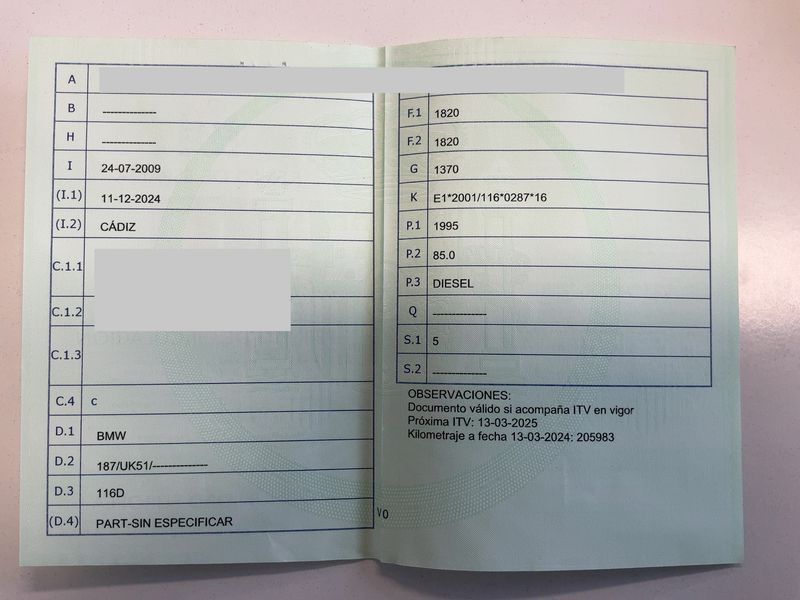 A
B --------------
H --------------
I 24-07-2009
(I.1) 11-12-2024
(I.2) CÁDIZ
C.1.1
C.1.2
C.1.3
C.4 c
D.1 BMW
D.2 187/UK51/--------------
D.3 116D
(D.4) PART-SIN ESPECIFICAR
F.1 1820
F.2 1820
G 1370
K E1*2001/116*0287*16
P.1 1995
P.2 85.0
P.3 DIESEL
Q --------------
S.1 5
S.2 --------------
OBSERVACIONES:
Documento válido si acompaña ITV en vigor
Próxima ITV: 13-03-2025
Kilometraje a fecha 13-03-2024: 205983
V0